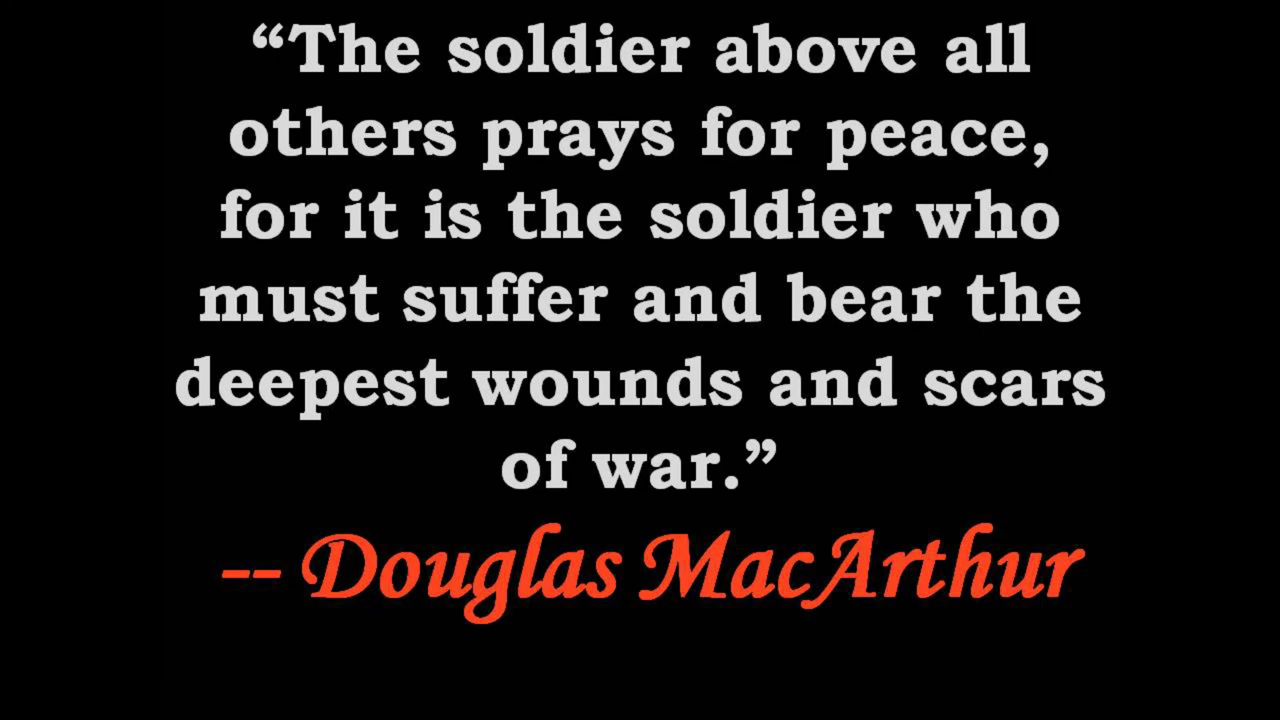 “The soldier above all
others prays for peace,
for it is the soldier who
must suffer and bear the
deepest wounds and scars
of war.”
-- Douglas MacArthur